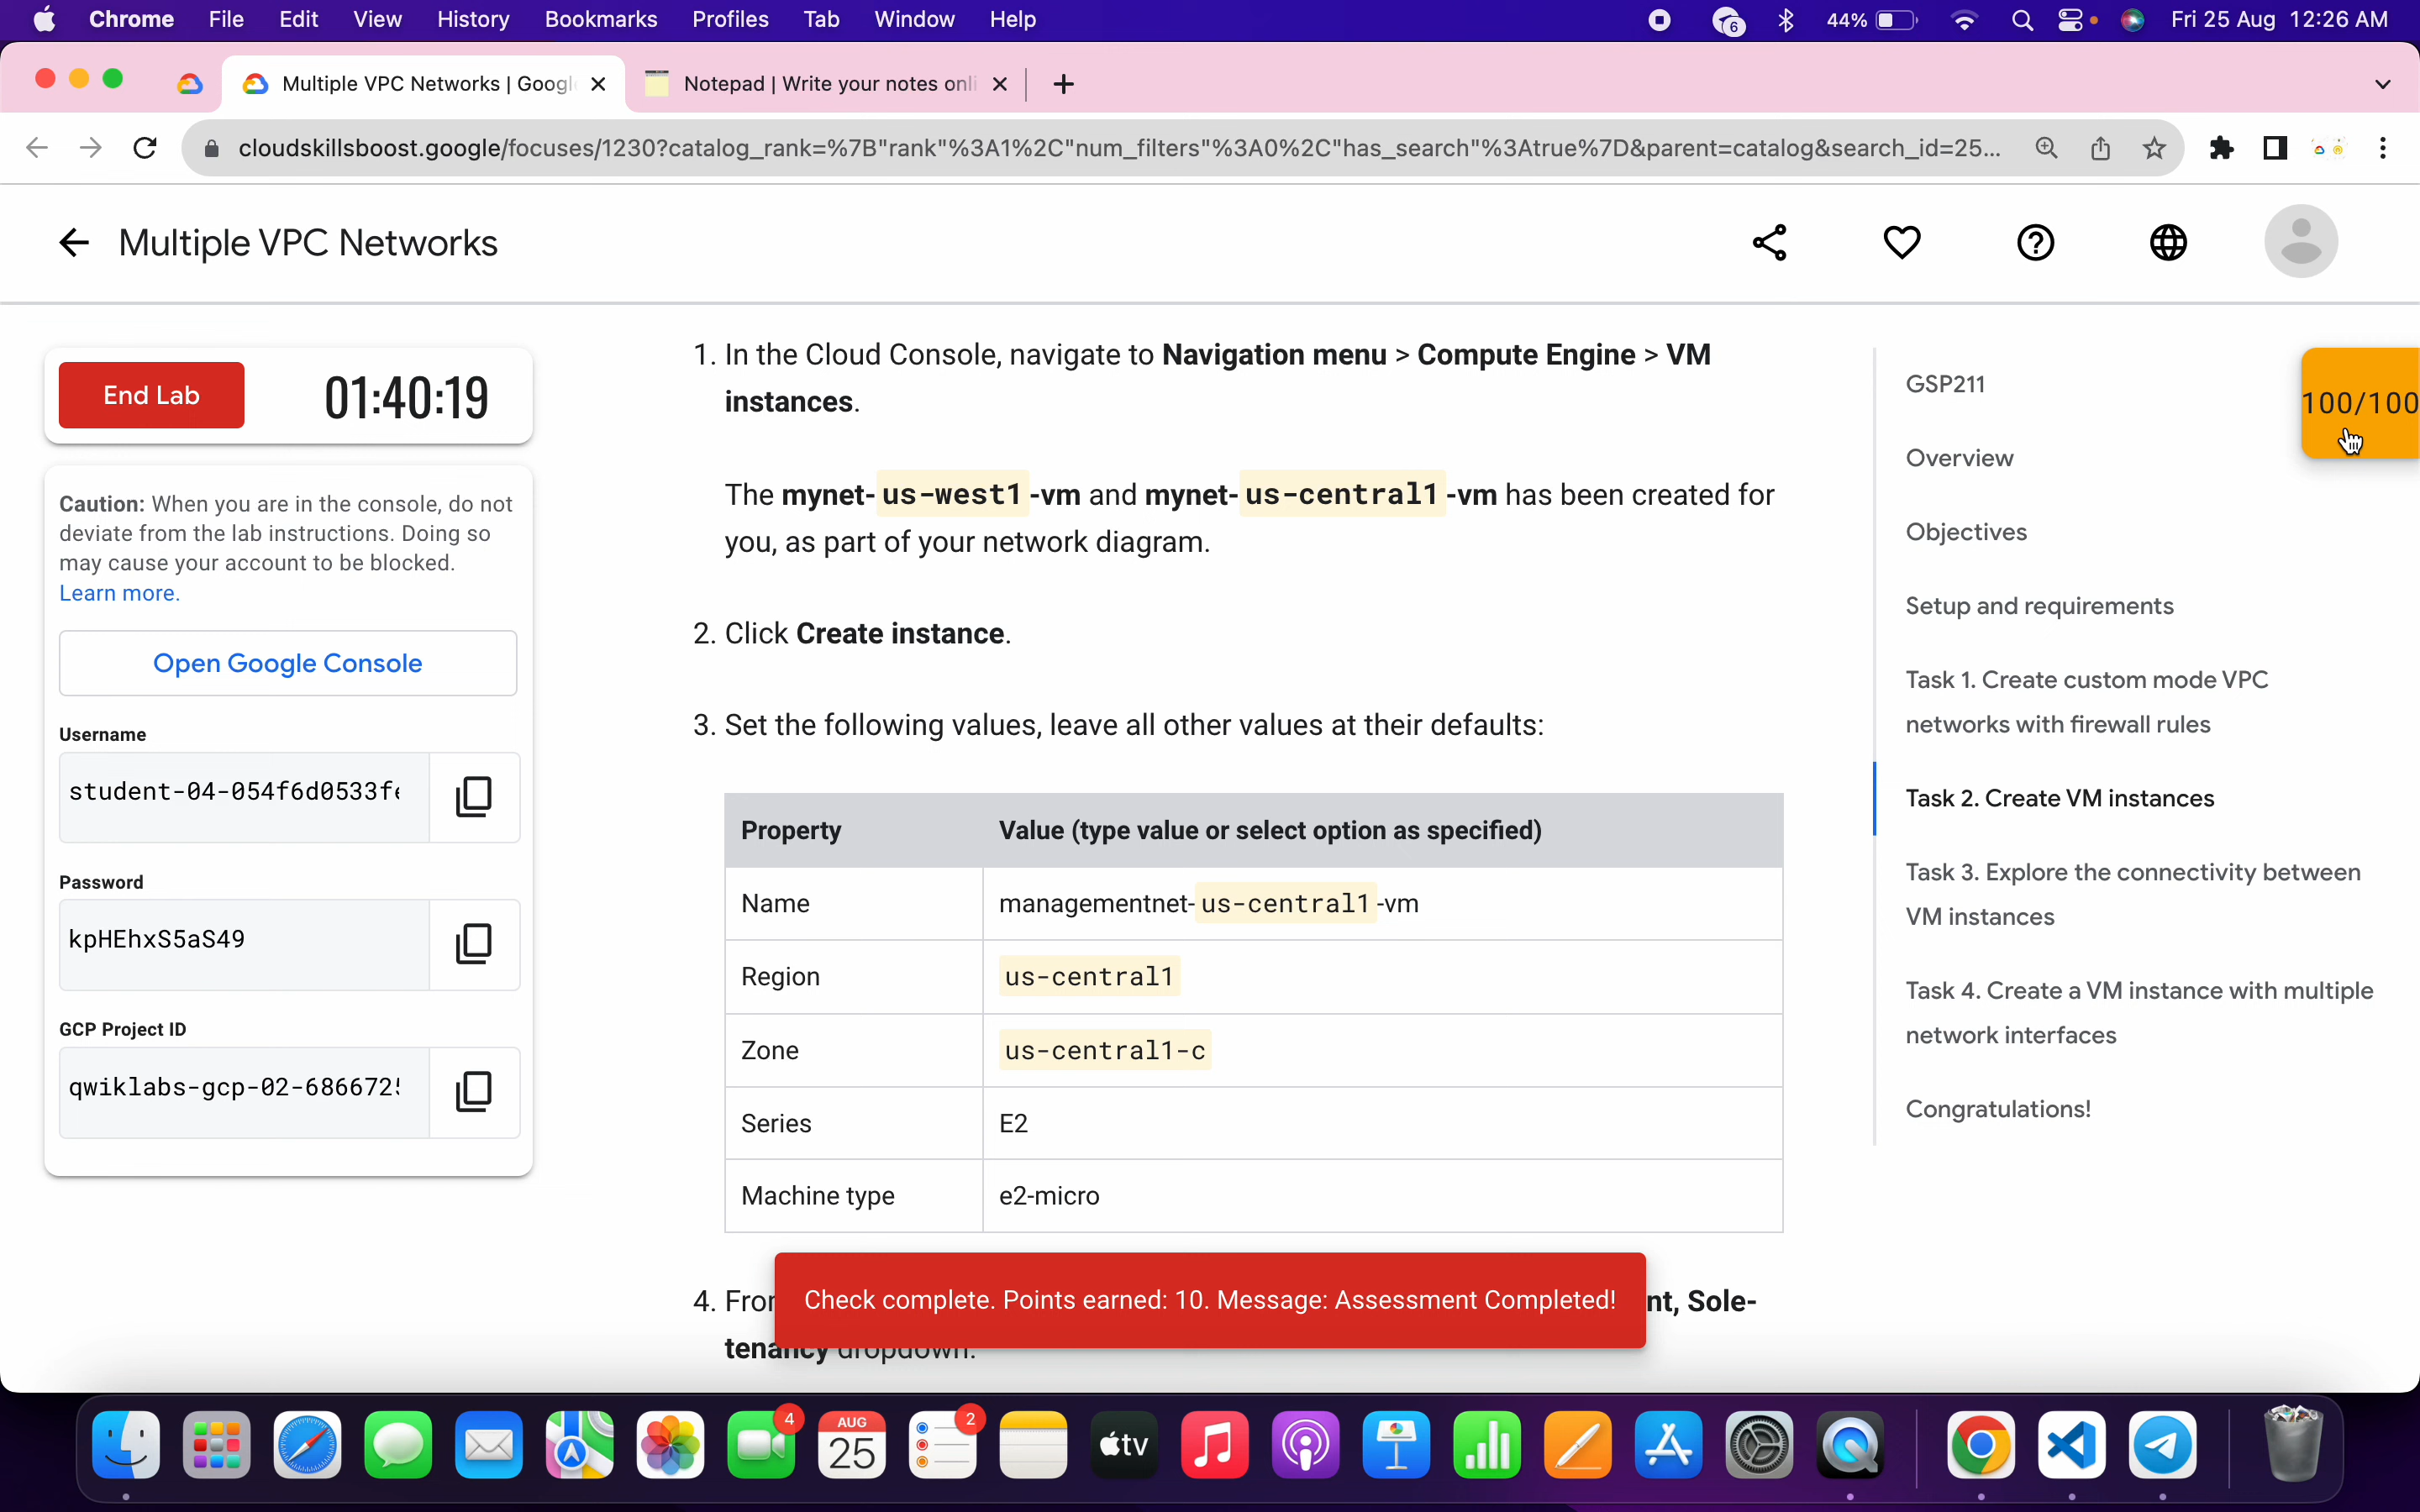 Chrome File Edit View History Bookmarks Profiles Tab Window Help 6 44% Fri 25 Aug 12:26 AM
Multiple VPC Networks | Googl Notepad | Write your notes onli
cloudskillsboost.google/focuses/1230?catalog_rank=%7B"rank"%3A1%2C"num_filters"%3A0%2C"has_search"%3Atrue%7D&parent=catalog&search_id=25...
Multiple VPC Networks
End Lab 01:40:19
Caution: When you are in the console, do not
deviate from the lab instructions. Doing so
may cause your account to be blocked.
Learn more.
Open Google Console
Username
student-04-054f6d0533f
Password
kpHEhxS5aS49
GCP Project ID
qwiklabs-gcp-02-686672
1. In the Cloud Console, navigate to Navigation menu > Compute Engine > VM
instances.
The mynet- us-west1 -vm and mynet- us-central1 -vm has been created for
you, as part of your network diagram.
2. Click Create instance.
3. Set the following values, leave all other values at their defaults:
Property Value (type value or select option as specified)
Name managementnet- us-central1 -vm
Region us-central1
Zone us-central1-c
Series E2
Machine type e2-micro
4. From nt, Sole-
tenancy dropdown.
Check complete. Points earned: 10. Message: Assessment Completed!
GSP211
Overview
Objectives
Setup and requirements
Task 1. Create custom mode VPC
networks with firewall rules
Task 2. Create VM instances
Task 3. Explore the connectivity between
VM instances
Task 4. Create a VM instance with multiple
network interfaces
Congratulations!
100/100
4 AUG 25 2 tv